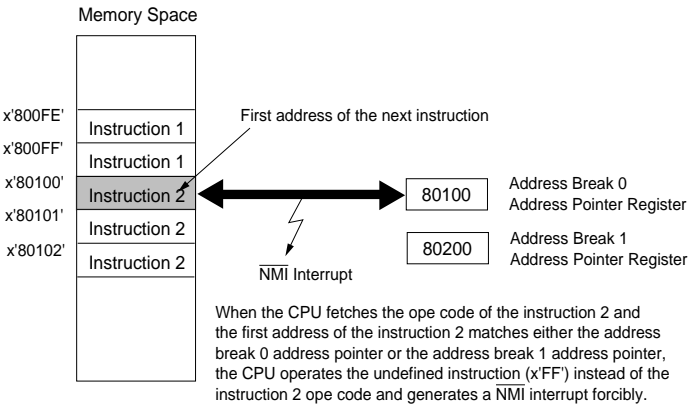 Memory Space
x'800FE'
Instruction 1
First address of the next instruction
x'800FF'
Instruction 1
x'80100'
Instruction 2
80100
Address Break 0
Address Pointer Register
x'80101'
Instruction 2
80200
Address Break 1
Address Pointer Register
x'80102'
Instruction 2
NMI Interrupt
When the CPU fetches the ope code of the instruction 2 and
the first address of the instruction 2 matches either the address
break 0 address pointer or the address break 1 address pointer,
the CPU operates the undefined instruction (x'FF') instead of the
instruction 2 ope code and generates a NMI interrupt forcibly.